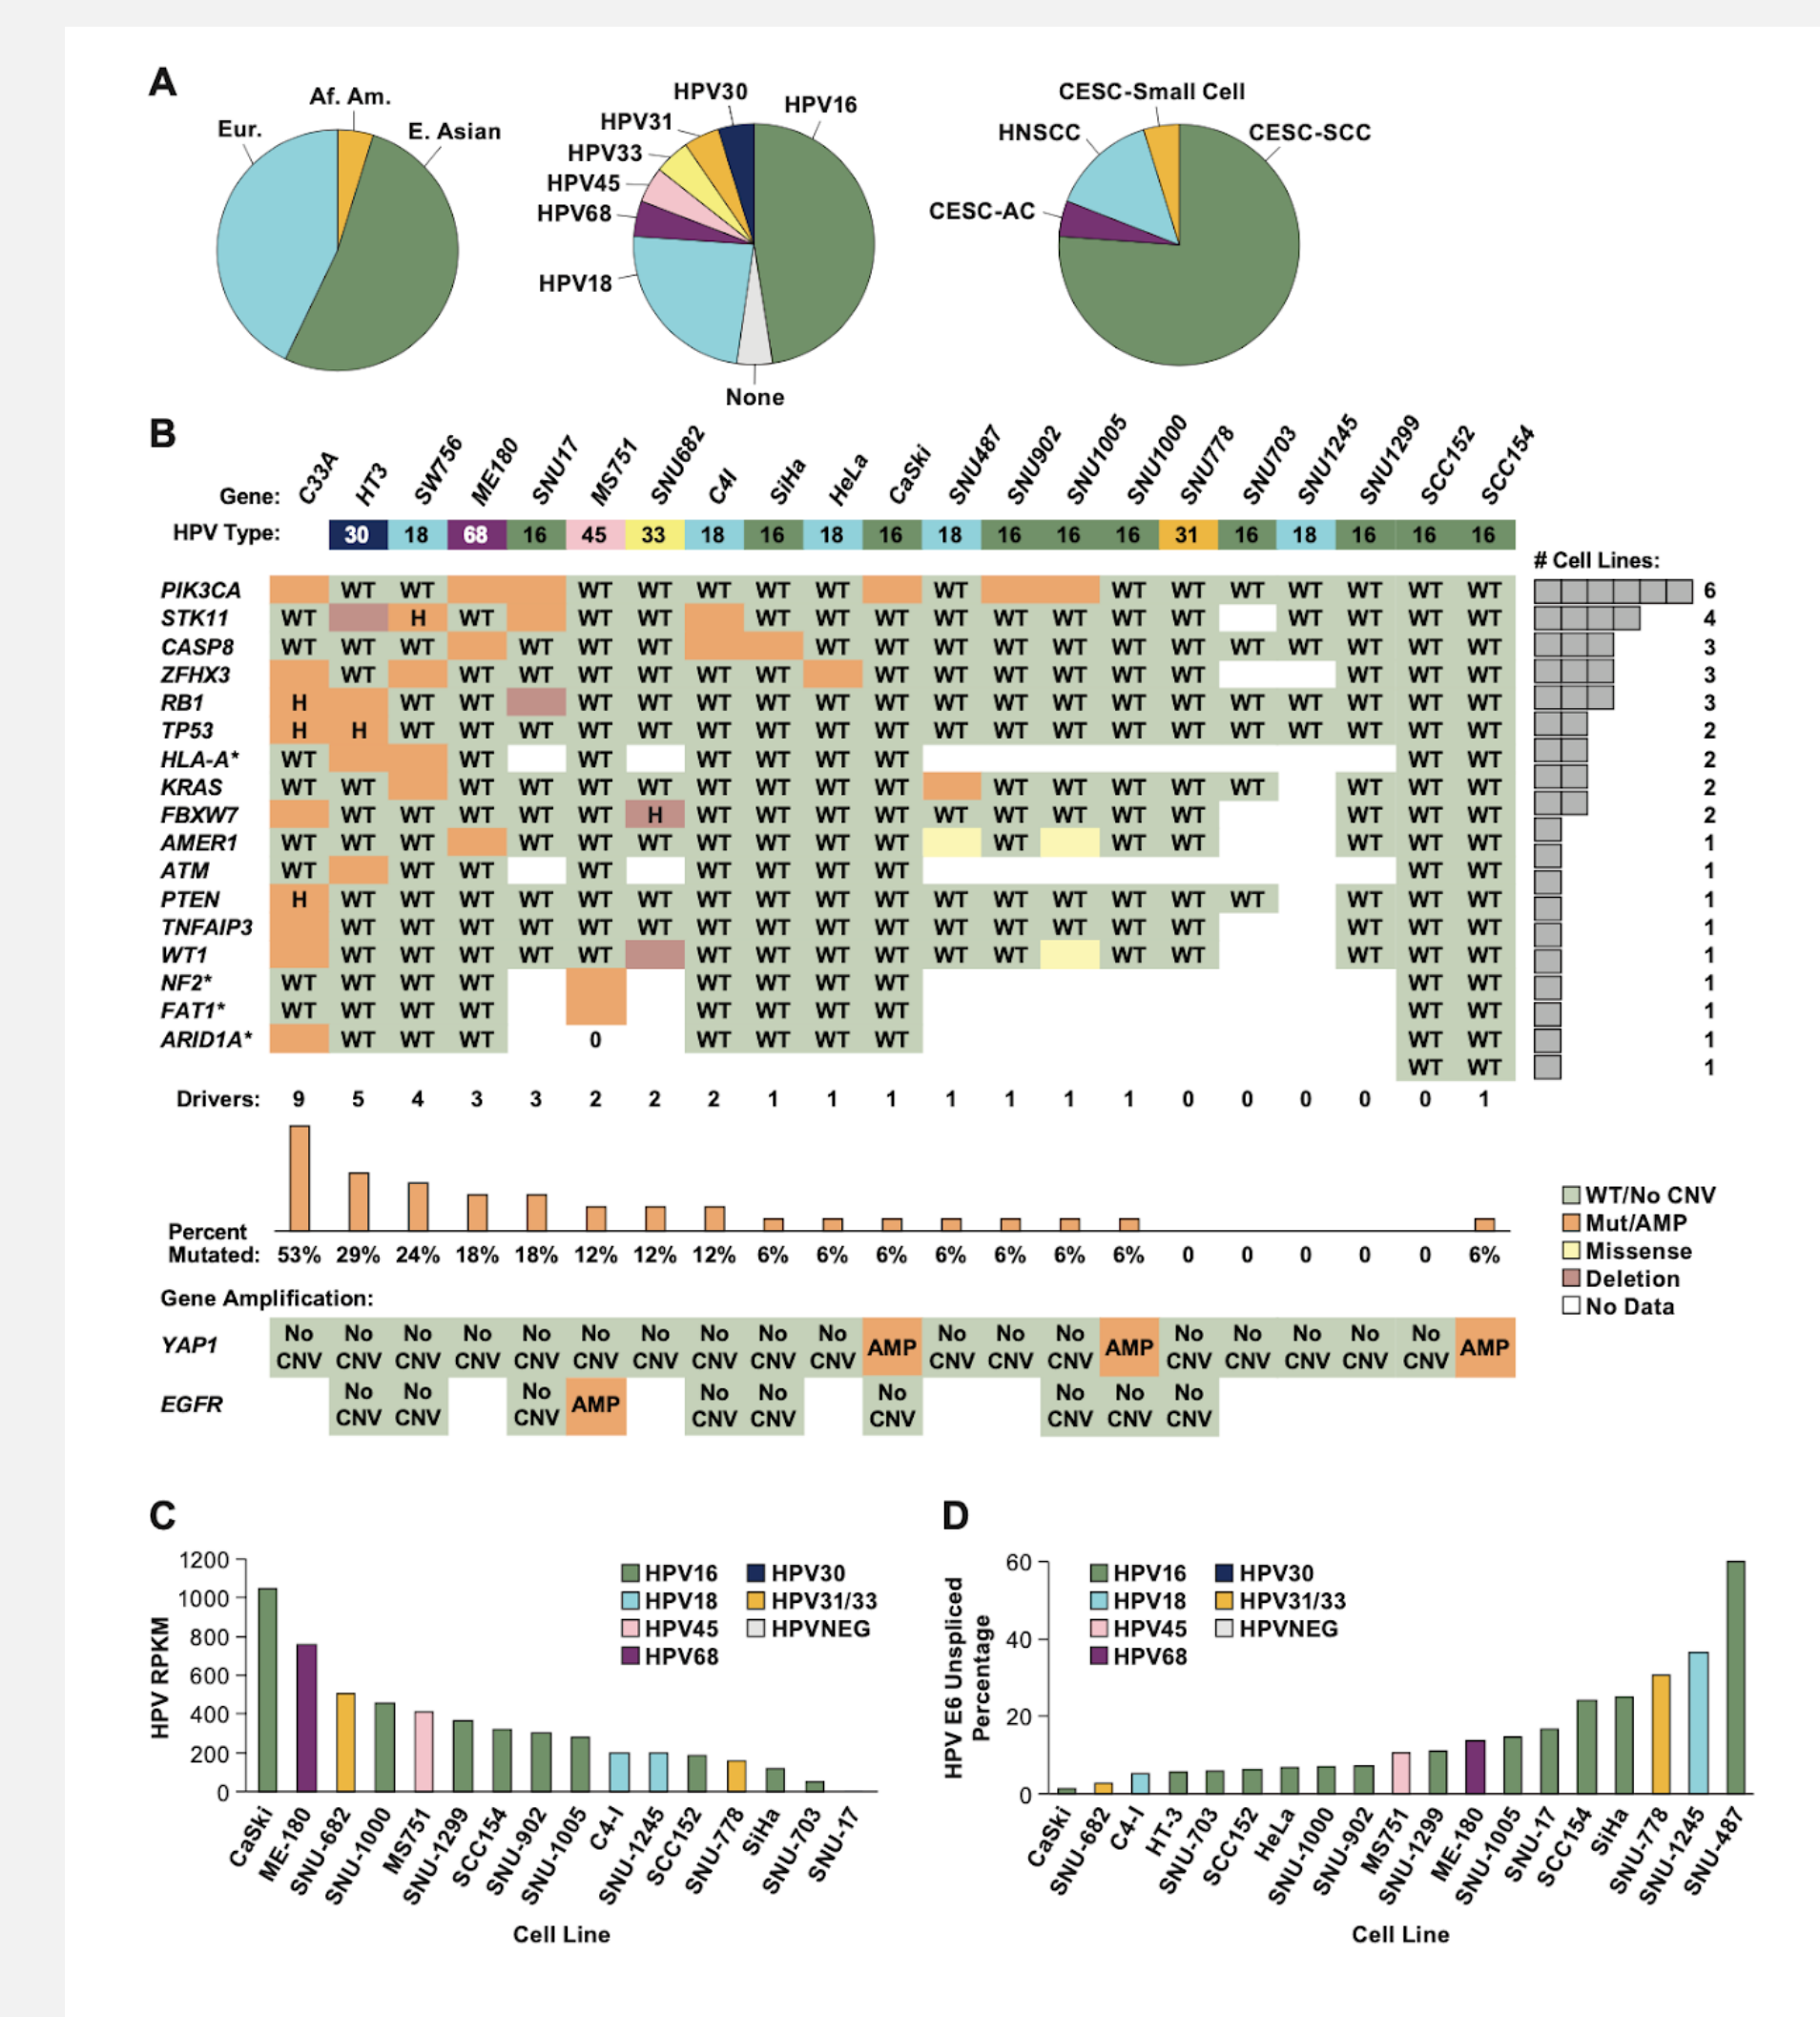 A
Eur.
Af. Am.
E. Asian
HPV30
HPV16
HPV31
HPV33
HPV45
HPV68
HPV18
None
CESC-Small Cell
HNSCC
CESC-SCC
CESC-AC
B
Gene: C33A HT3 SW756 ME180 SNU17 MS751 SNU682 C4I SiHa HeLa CaSki SNU487 SNU902 SNU1005 SNU1000 SNU778 SNU703 SNU1245 SNU1299 SCC152 SCC154
HPV Type: 30 18 68 16 45 33 18 16 18 16 18 16 16 16 31 16 18 16 16 16
# Cell Lines:
PIK3CA WT WT WT WT WT WT WT WT WT WT WT WT WT WT WT 6
STK11 WT H WT WT WT WT WT WT WT WT WT WT WT WT WT WT WT 4
CASP8 WT WT WT WT WT WT WT WT WT WT WT WT WT WT WT WT WT WT 3
ZFHX3 WT WT WT WT WT WT WT WT WT WT WT WT WT WT WT WT 3
RB1 H WT WT WT WT WT WT WT WT WT WT WT WT WT WT WT WT WT WT 3
TP53 H H WT WT WT WT WT WT WT WT WT WT WT WT WT WT WT WT WT WT WT 2
HLA-A* WT WT WT WT WT WT WT WT WT 2
KRAS WT WT WT WT WT WT WT WT WT WT WT WT WT WT WT WT WT WT 2
FBXW7 WT WT WT WT WT H WT WT WT WT WT WT WT WT WT WT WT WT 2
AMER1 WT WT WT WT WT WT WT WT WT WT WT WT WT WT WT WT 1
ATM WT WT WT WT WT WT WT WT WT WT 1
PTEN H WT WT WT WT WT WT WT WT WT WT WT WT WT WT WT WT WT WT WT 1
TNFAIP3 WT WT WT WT WT WT WT WT WT WT WT WT WT WT WT WT WT WT 1
WT1 WT WT WT WT WT WT WT WT WT WT WT WT WT WT WT WT 1
NF2* WT WT WT WT WT WT WT WT WT WT 1
FAT1* WT WT WT WT WT WT WT WT WT WT 1
ARID1A* WT WT WT 0 WT WT WT WT WT WT 1
WT WT 1
Drivers: 9 5 4 3 3 2 2 2 1 1 1 1 1 1 1 0 0 0 0 0 1
WT/No CNV
Mut/AMP
Missense
Deletion
No Data
Percent
Mutated: 53% 29% 24% 18% 18% 12% 12% 12% 6% 6% 6% 6% 6% 6% 6% 0 0 0 0 0 6%
Gene Amplification:
YAP1 No CNV No CNV No CNV No CNV No CNV No CNV No CNV No CNV No CNV No CNV AMP No CNV No CNV No CNV AMP No CNV No CNV No CNV No CNV No CNV AMP
EGFR No CNV No CNV No CNV AMP No CNV No CNV No CNV No CNV No CNV No CNV
C
HPV RPKM
1200
1000
800
600
400
200
0
HPV16 HPV30
HPV18 HPV31/33
HPV45 HPVNEG
HPV68
CaSki ME-180 SNU-682 SNU-1000 MS751 SNU-1299 SCC154 SNU-902 SNU-1005 C4-I SNU-1245 SCC152 SNU-778 SiHa SNU-703 SNU-17
Cell Line
D
HPV E6 Unspliced
Percentage
60
40
20
0
HPV16 HPV30
HPV18 HPV31/33
HPV45 HPVNEG
HPV68
CaSki SNU-682 C4-I HT-3 SNU-703 SCC152 HeLa SNU-1000 SNU-902 MS751 SNU-1299 ME-180 SNU-1005 SNU-17 SCC154 SiHa SNU-778 SNU-1245 SNU-487
Cell Line